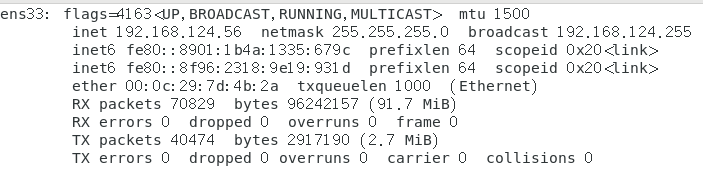 ens33: flags=4163<UP,BROADCAST,RUNNING,MULTICAST>  mtu 1500
inet 192.168.124.56  netmask 255.255.255.0  broadcast 192.168.124.255
inet6 fe80::8901:1b4a:1335:679c  prefixlen 64  scopeid 0x20<link>
inet6 fe80::8f96:2318:9e19:931d  prefixlen 64  scopeid 0x20<link>
ether 00:0c:29:7d:4b:2a  txqueuelen 1000  (Ethernet)
RX packets 70829  bytes 96242157 (91.7 MiB)
RX errors 0  dropped 0  overruns 0  frame 0
TX packets 40474  bytes 2917190 (2.7 MiB)
TX errors 0  dropped 0 overruns 0  carrier 0  collisions 0